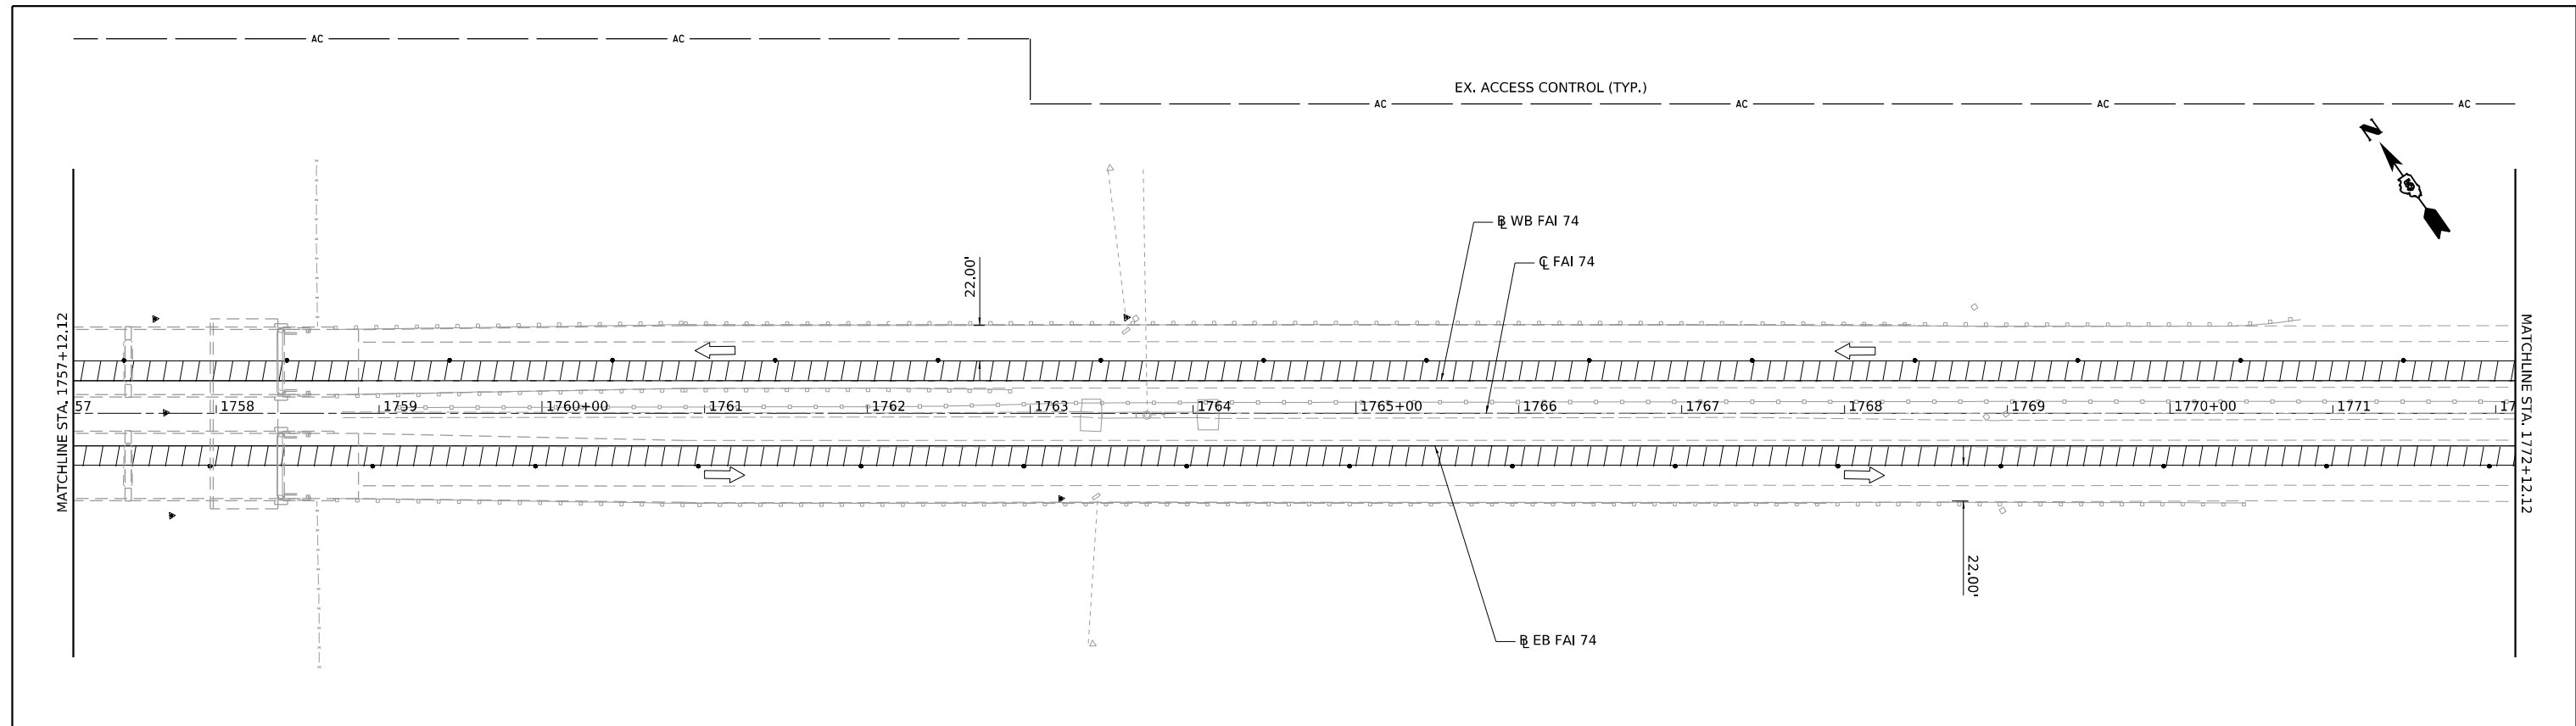 AC AC
EX. ACCESS CONTROL (TYP.)
AC AC AC AC
N
℄ WB FAI 74
℄ FAI 74
22.00'
MATCHLINE STA. 1757+12.12
MATCHLINE STA. 1772+12.12
57 1758 1759 1760+00 1761 1762 1763 1764 1765+00 1766 1767 1768 1769 1770+00 1771 17
22.00'
℄ EB FAI 74